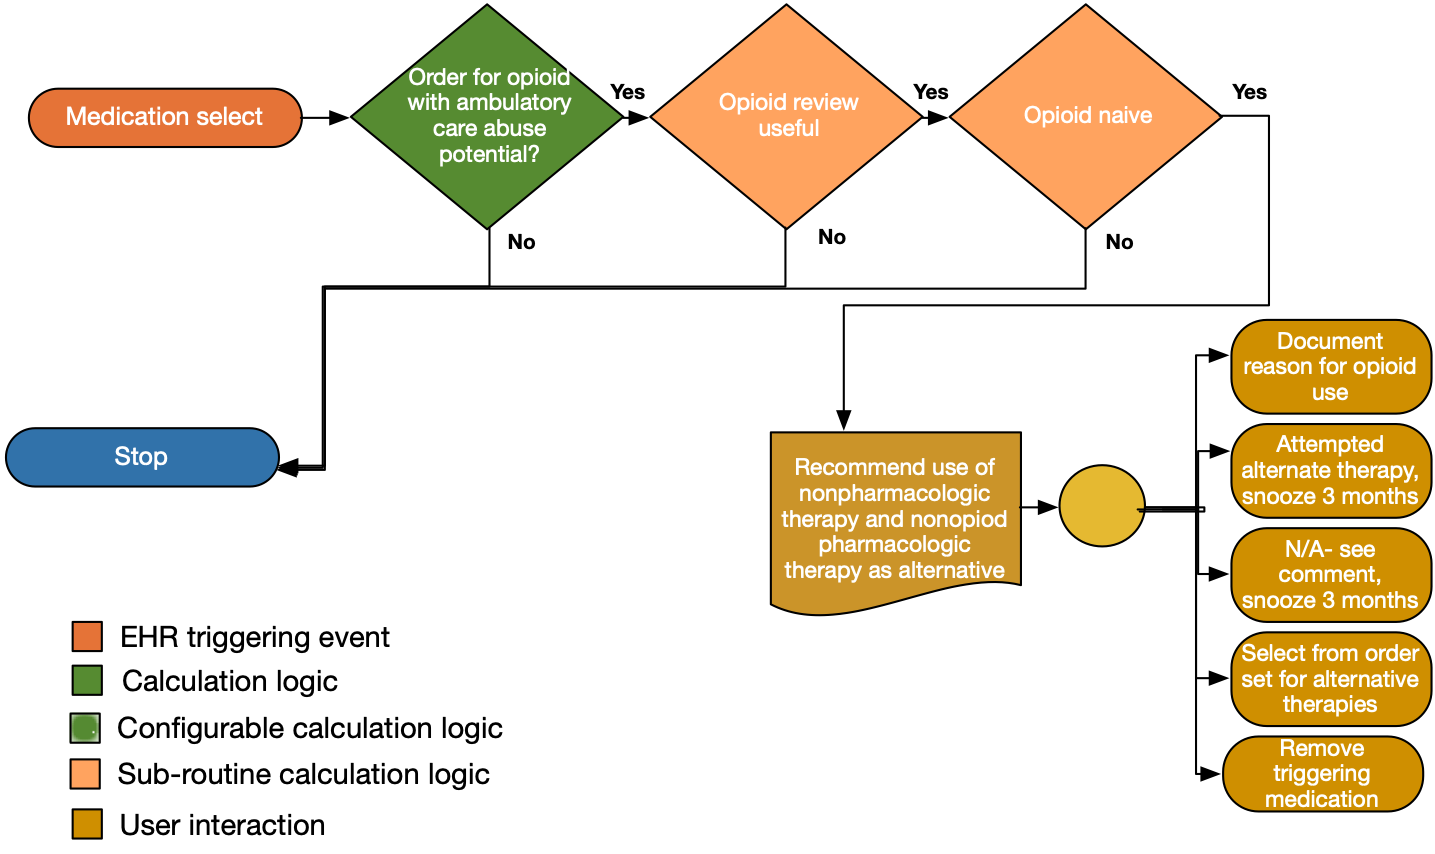 Medication select
Order for opioid
with ambulatory
care abuse
potential?
Yes
Opioid review
useful
Yes
Opioid naive
Yes
No
No
No
Stop
Recommend use of
nonpharmacologic
therapy and nonopiod
pharmacologic
therapy as alternative
Document
reason for opioid
use
Attempted
alternate therapy,
snooze 3 months
N/A- see
comment,
snooze 3 months
Select from order
set for alternative
therapies
Remove
triggering
medication
EHR triggering event
Calculation logic
Configurable calculation logic
Sub-routine calculation logic
User interaction